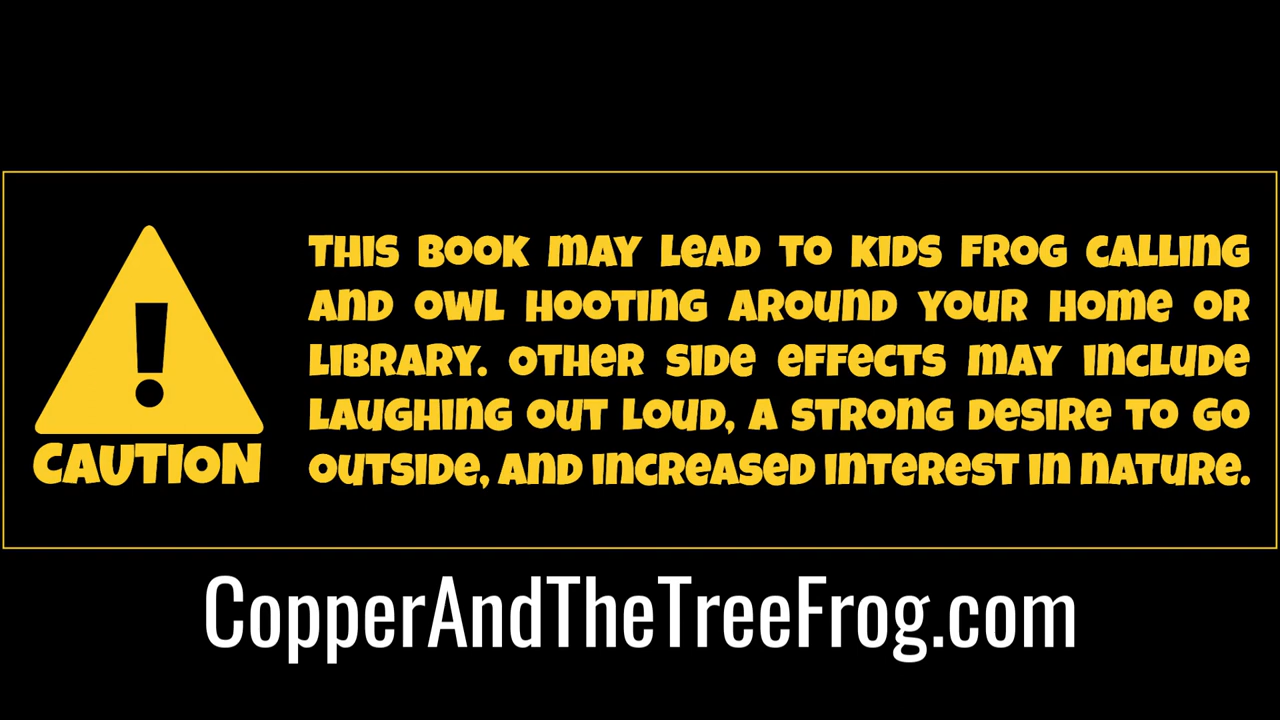 CAUTION
THIS BOOK MAY LEAD TO KIDS FROG CALLING
AND OWL HOOTING AROUND YOUR HOME OR
LIBRARY. OTHER SIDE EFFECTS MAY INCLUDE
LAUGHING OUT LOUD, A STRONG DESIRE TO GO
OUTSIDE, AND INCREASED INTEREST IN NATURE.
CopperAndTheTreeFrog.com